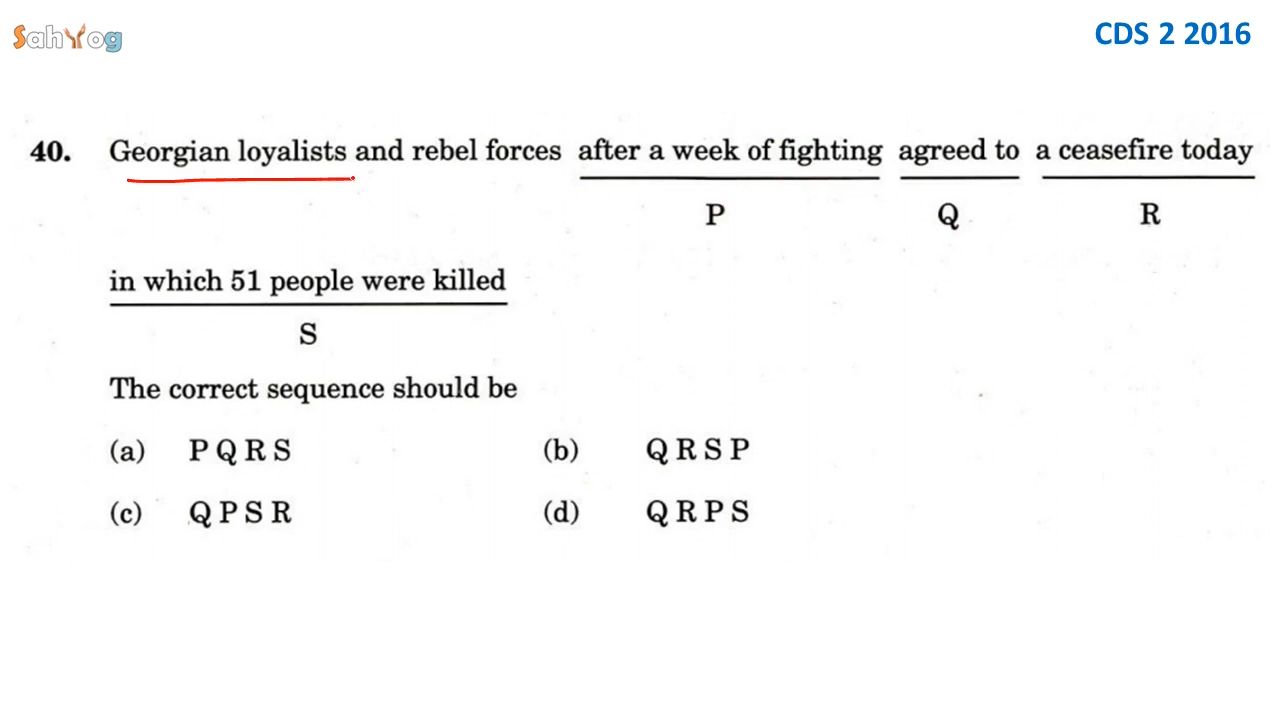 SahYog
CDS 2 2016
40. Georgian loyalists and rebel forces after a week of fighting agreed to a ceasefire today
P Q R
in which 51 people were killed
S
The correct sequence should be
(a) P Q R S (b) Q R S P
(c) Q P S R (d) Q R P S